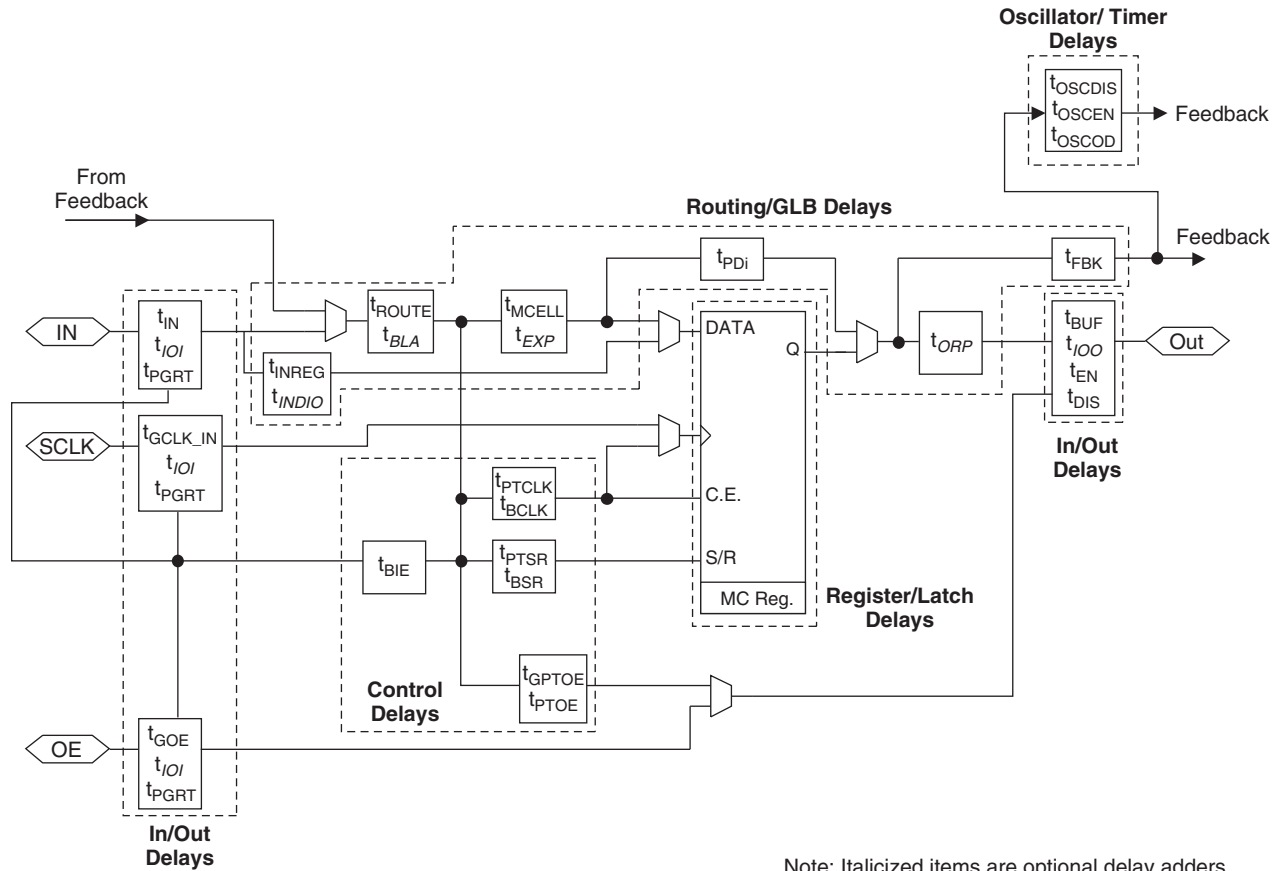 Oscillator/ Timer
Delays
tOSCDIS
tOSCEN
tOSCOD
Feedback
From
Feedback
Routing/GLB Delays
Feedback
tPDi
tFBK
IN
tIN
tIOI
tPGRT
tROUTE
tBLA
tMCELL
tEXP
DATA
Q
tORP
tBUF
tIOO
tEN
tDIS
Out
tINREG
tINDIO
SCLK
tGCLK_IN
tIOI
tPGRT
In/Out
Delays
tPTCLK
tBCLK
C.E.
tBIE
tPTSR
tBSR
S/R
MC Reg.
Register/Latch
Delays
Control
Delays
tGPTOE
tPTOE
OE
tGOE
tIOI
tPGRT
In/Out
Delays
Note: Italicized items are optional delay adders